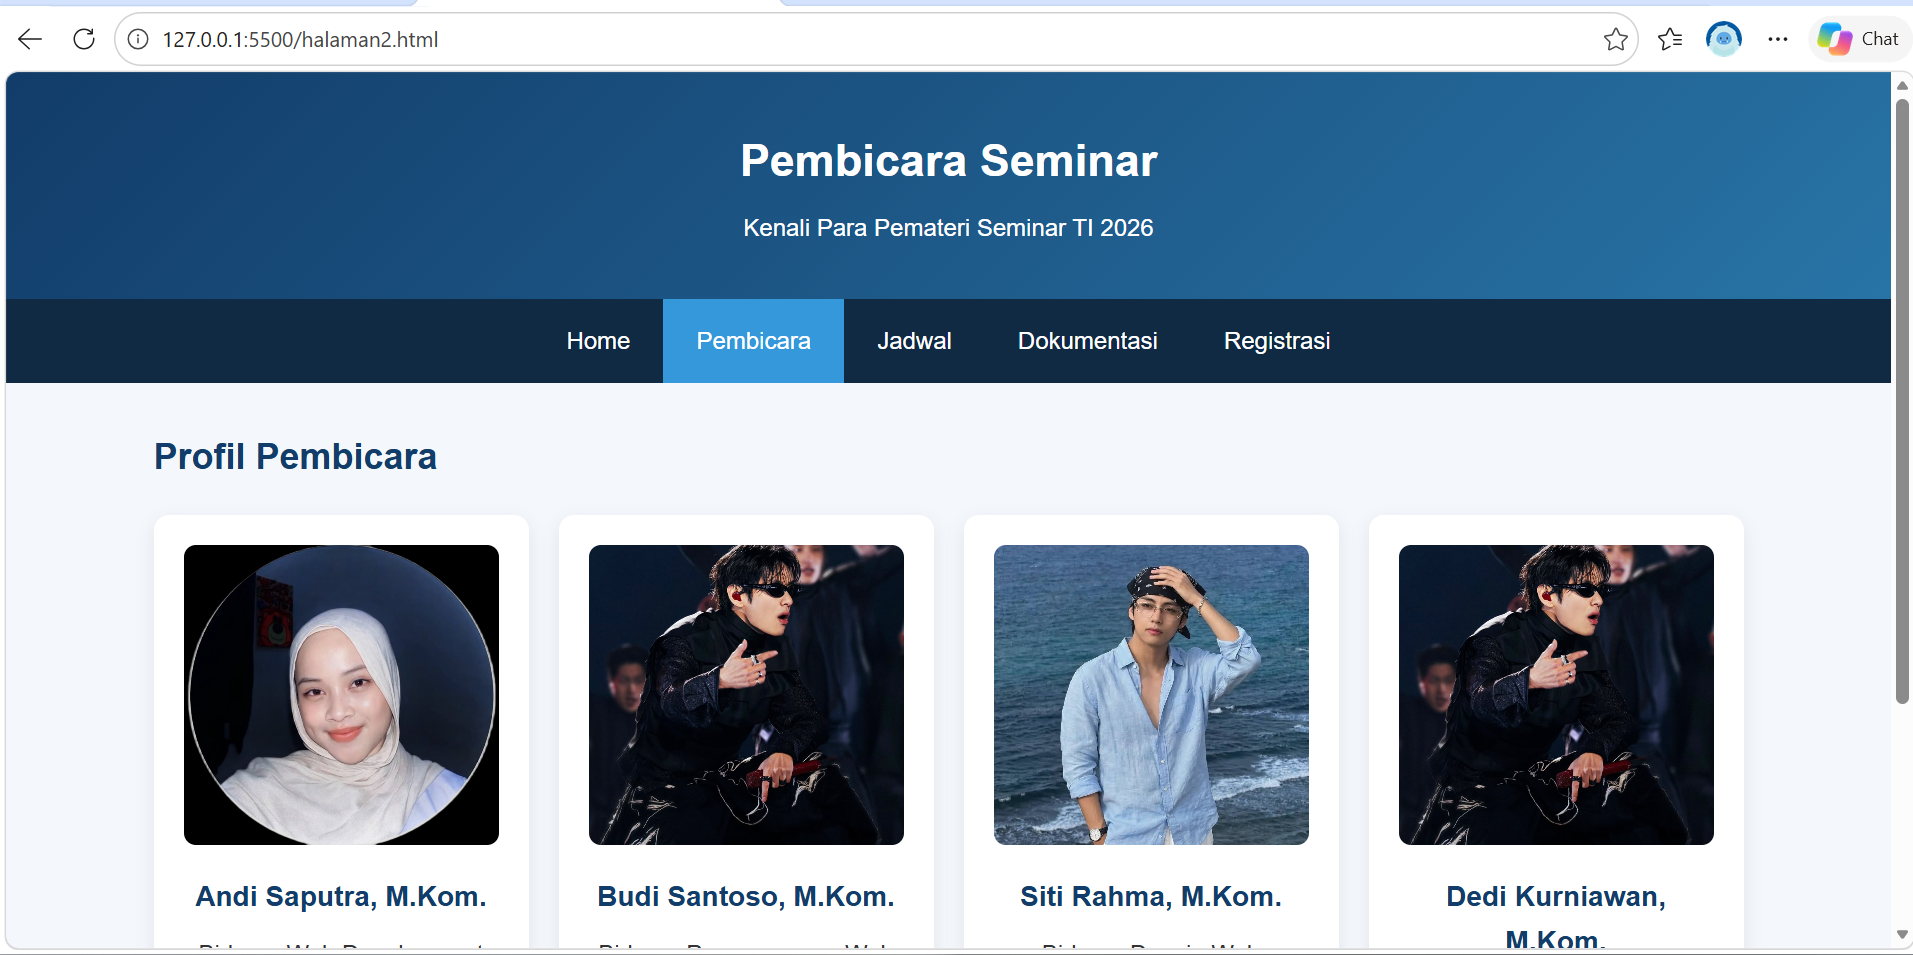 127.0.0.1:5500/halaman2.html
Chat
Pembicara Seminar
Kenali Para Pemateri Seminar TI 2026
Home Pembicara Jadwal Dokumentasi Registrasi
Profil Pembicara
Andi Saputra, M.Kom.
Budi Santoso, M.Kom.
Siti Rahma, M.Kom.
Dedi Kurniawan,
M.Kom.